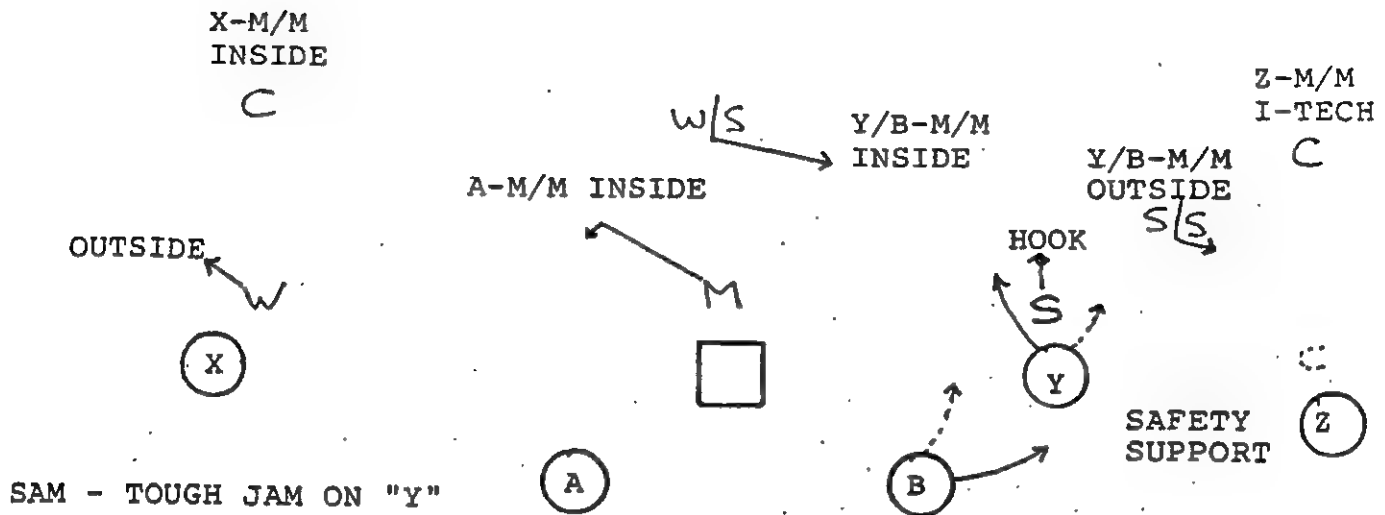 X-M/M
INSIDE
C
Z-M/M
I-TECH
C
W/S
Y/B-M/M
INSIDE
Y/B-M/M
OUTSIDE
S/S
A-M/M INSIDE
OUTSIDE
HOOK
W
M
S
X
Y
C
Z
SAFETY
SUPPORT
A
B
SAM - TOUGH JAM ON "Y"